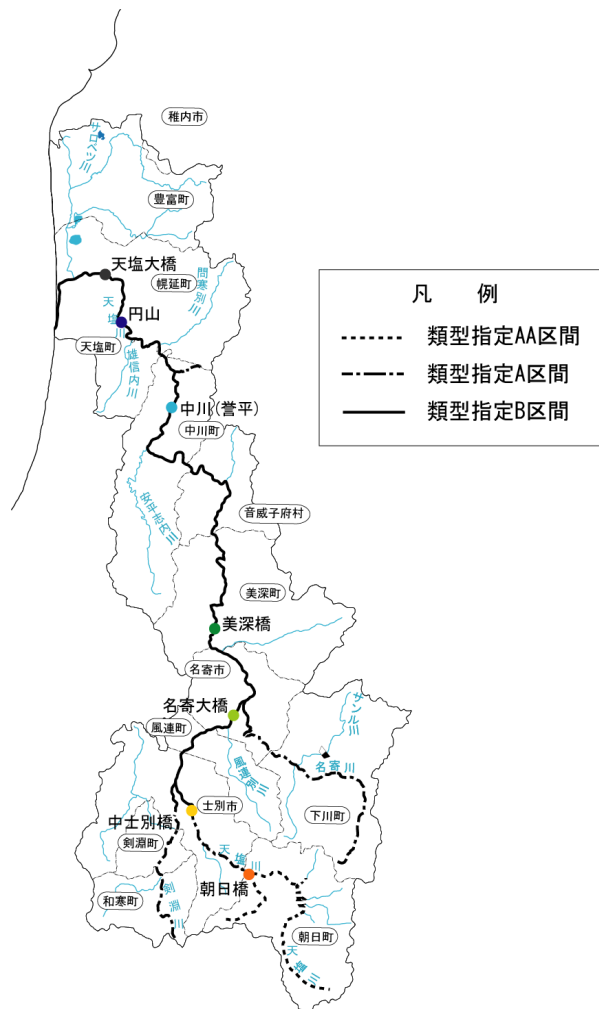 稚内市
サロベツ川
豊富町
天塩大橋
幌延町
問寒別川
天塩川
円山
天塩町
雄信内川
凡 例
類型指定AA区間
類型指定A区間
類型指定B区間
中川(誉平)
中川町
安平志内川
音威子府村
美深町
美深橋
名寄市
名寄大橋
風連町
サンル川
風連別川
名寄川
下川町
士別市
中士別橋
剣淵町
天塩川
朝日橋
和寒町
剣淵川
朝日町
天塩川